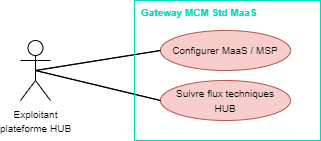 Gateway MCM Std MaaS
Configurer MaaS / MSP
Suivre flux techniques
HUB
Exploitant
plateforme HUB